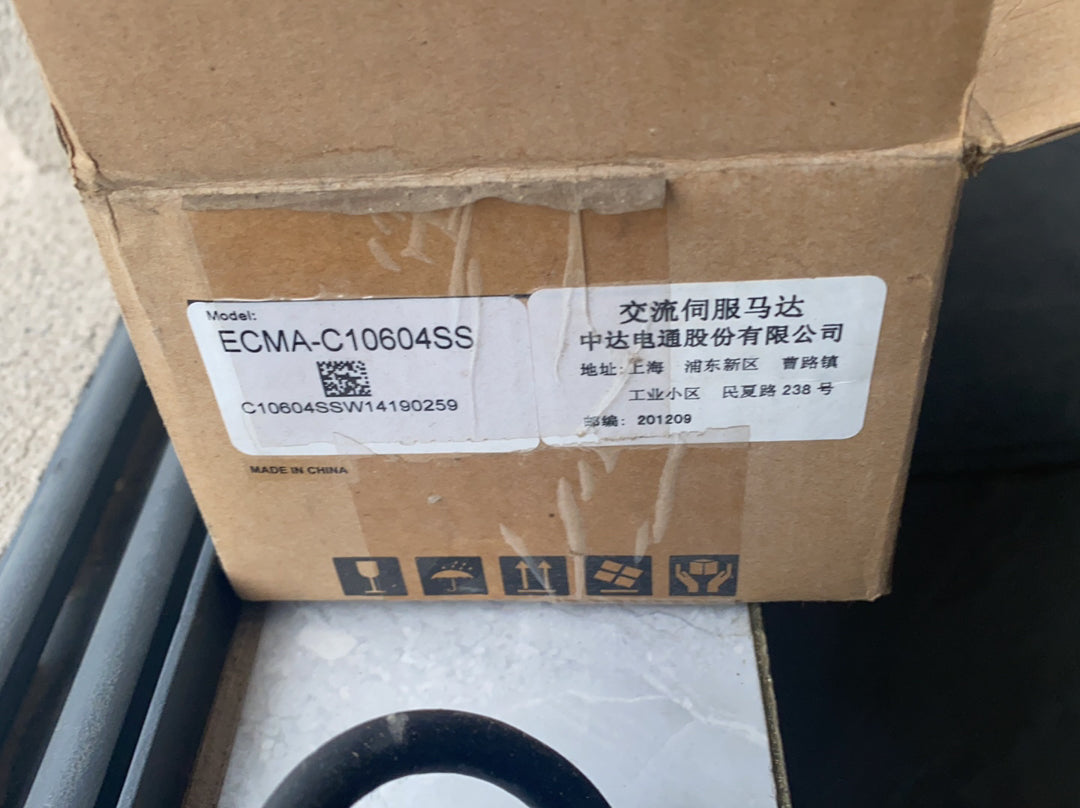 Model:
ECMA-C10604SS
C10604SSW14190259
交流伺服马达
中达电通股份有限公司
地址: 上海 浦东新区 曹路镇
工业小区 民夏路 238 号
邮编: 201209
MADE IN CHINA